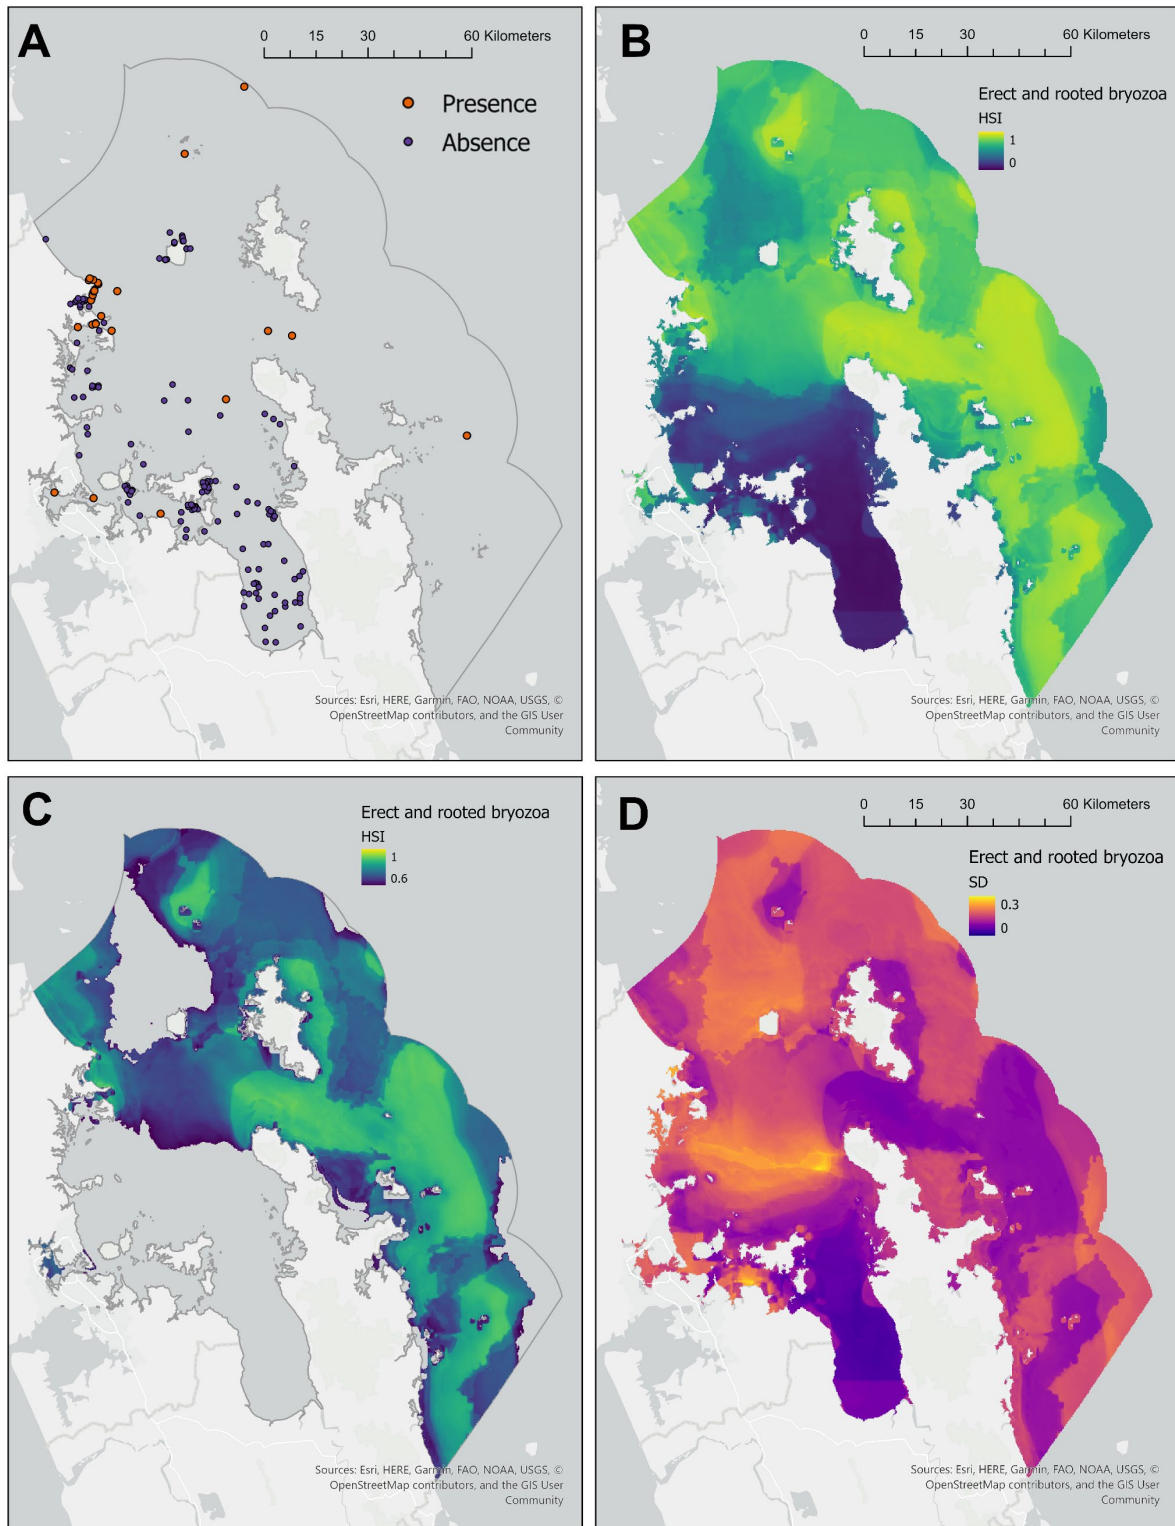 A
0 15 30 60 Kilometers
Presence
Absence
Sources: Esri, HERE, Garmin, FAO, NOAA, USGS, ©
OpenStreetMap contributors, and the GIS User
Community
B
0 15 30 60 Kilometers
Erect and rooted bryozoa
HSI
1
0
Sources: Esri, HERE, Garmin, FAO, NOAA, USGS, ©
OpenStreetMap contributors, and the GIS User
Community
C
Erect and rooted bryozoa
HSI
1
0.6
Sources: Esri, HERE, Garmin, FAO, NOAA, USGS, ©
OpenStreetMap contributors, and the GIS User
Community
D
0 15 30 60 Kilometers
Erect and rooted bryozoa
SD
0.3
0
Sources: Esri, HERE, Garmin, FAO, NOAA, USGS, ©
OpenStreetMap contributors, and the GIS User
Community